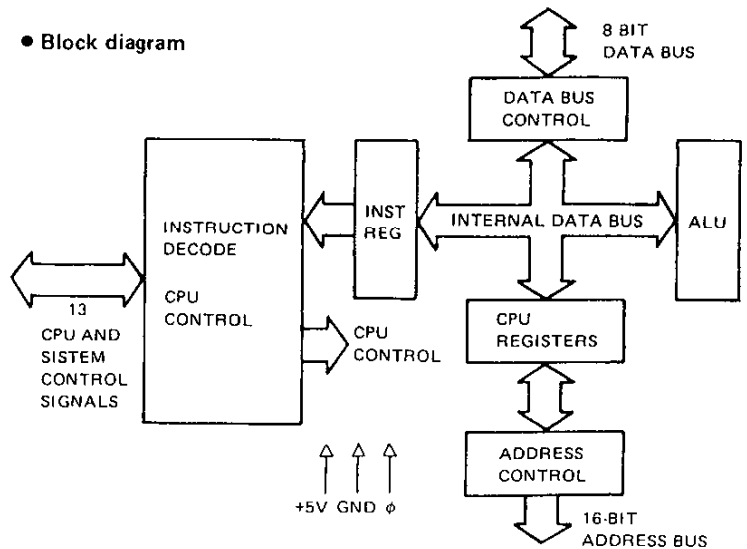 • Block diagram
8 BIT
DATA BUS
DATA BUS
CONTROL
INSTRUCTION
DECODE
CPU
CONTROL
INST
REG
INTERNAL DATA BUS
ALU
13
CPU AND
SISTEM
CONTROL
SIGNALS
CPU
CONTROL
CPU
REGISTERS
ADDRESS
CONTROL
+5V GND ϕ
16-BIT
ADDRESS BUS